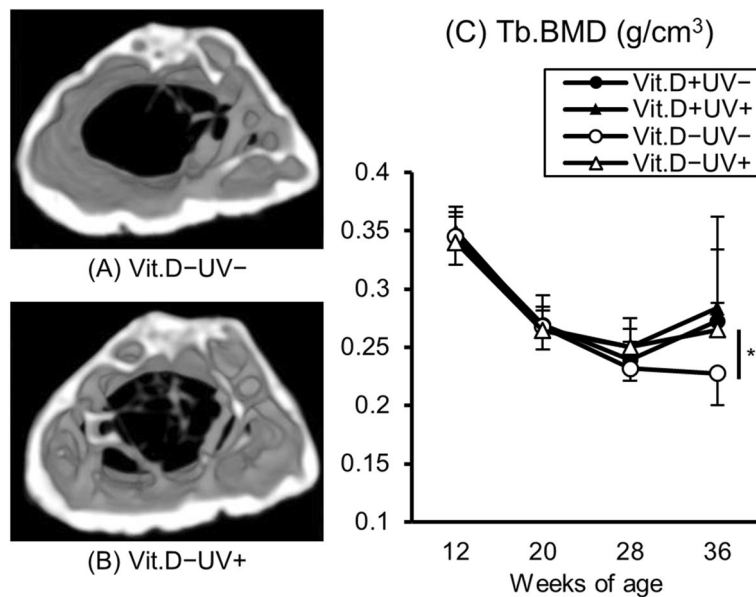 (A) Vit.D−UV−
(B) Vit.D−UV+
(C) Tb.BMD (g/cm³)
Vit.D+UV−
Vit.D+UV+
Vit.D−UV−
Vit.D−UV+
0.4
0.35
0.3
0.25
0.2
0.15
0.1
*
12 20 28 36
Weeks of age